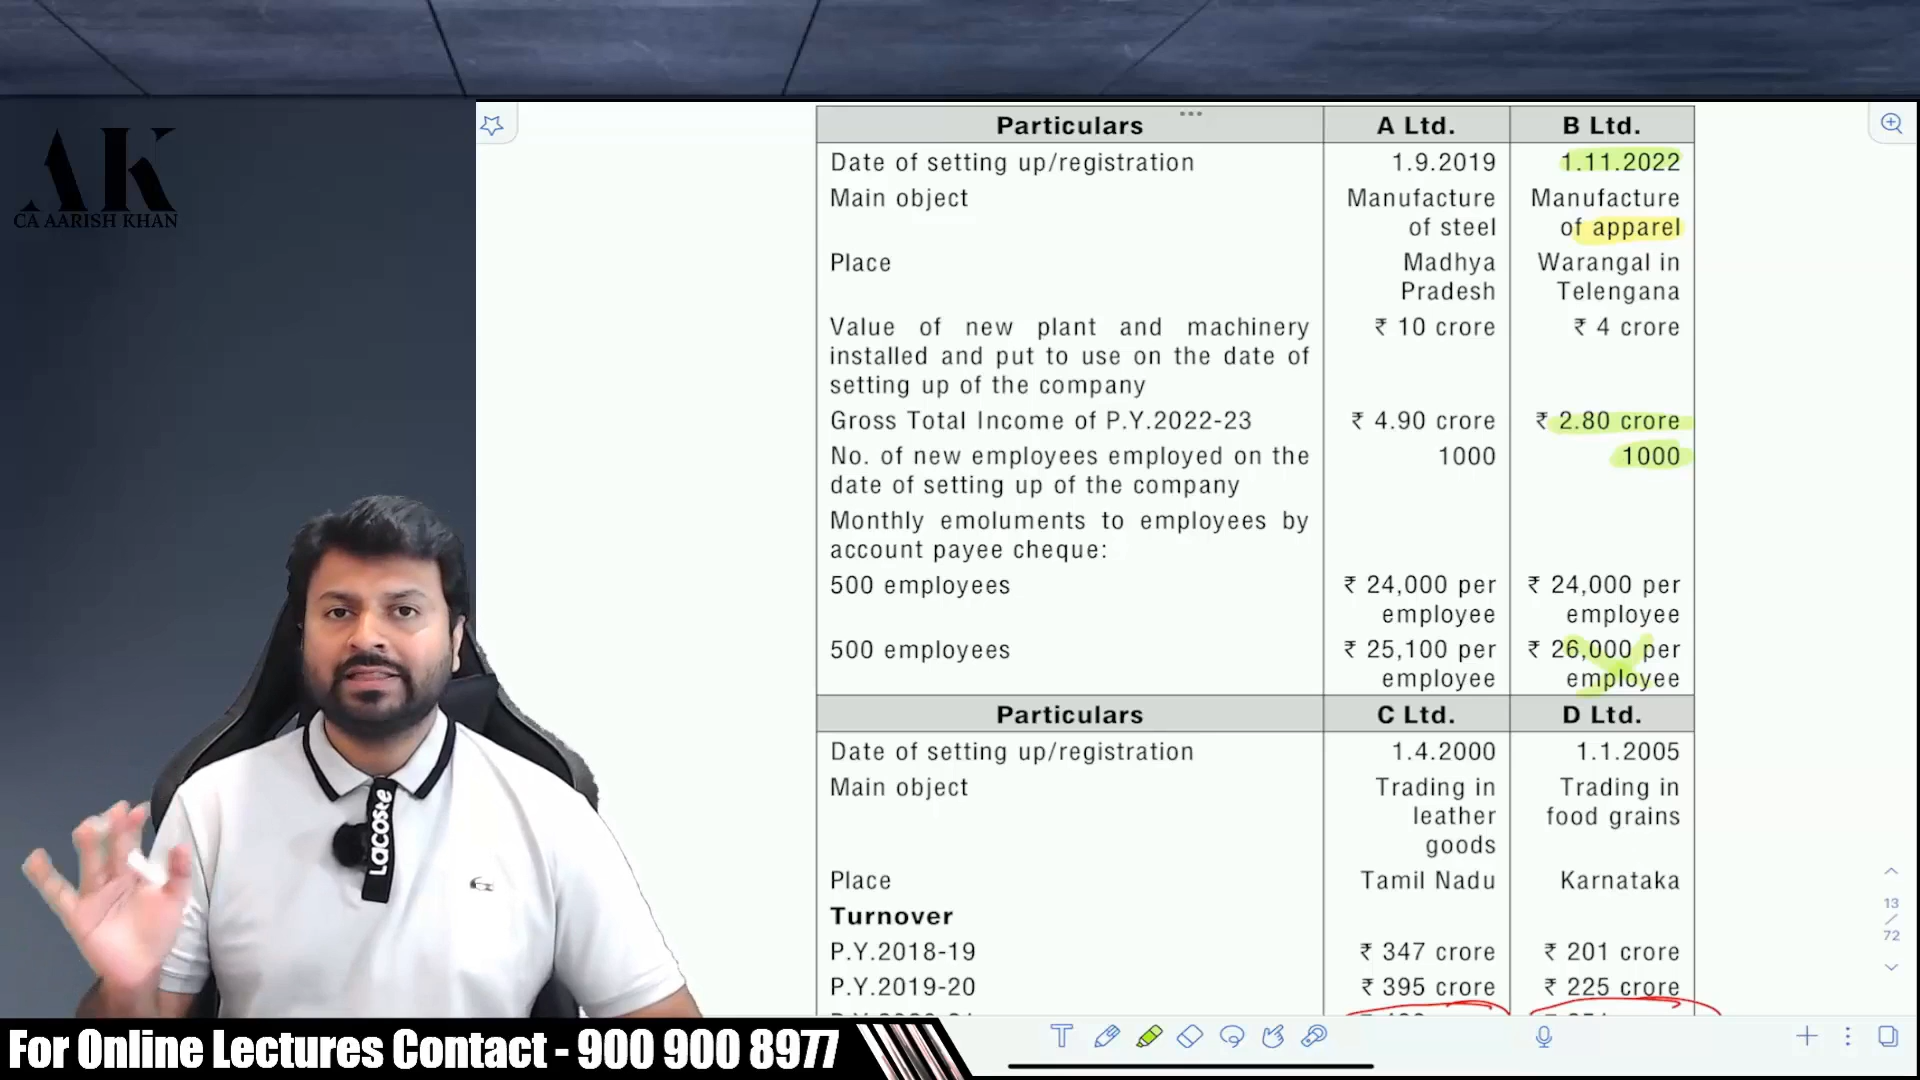 AK
CA AARISH KHAN
Particulars A Ltd. B Ltd.
Date of setting up/registration 1.9.2019 1.11.2022
Main object Manufacture Manufacture
of steel of apparel
Place Madhya Warangal in
Pradesh Telengana
Value of new plant and machinery ₹ 10 crore ₹ 4 crore
installed and put to use on the date of
setting up of the company
Gross Total Income of P.Y.2022-23 ₹ 4.90 crore ₹ 2.80 crore
No. of new employees employed on the 1000 1000
date of setting up of the company
Monthly emoluments to employees by
account payee cheque:
500 employees ₹ 24,000 per ₹ 24,000 per
employee employee
500 employees ₹ 25,100 per ₹ 26,000 per
employee employee
Particulars C Ltd. D Ltd.
Date of setting up/registration 1.4.2000 1.1.2005
Main object Trading in Trading in
leather food grains
goods
Place Tamil Nadu Karnataka
Turnover
P.Y.2018-19 ₹ 347 crore ₹ 201 crore
P.Y.2019-20 ₹ 395 crore ₹ 225 crore
13
/
72
Lacoste
For Online Lectures Contact - 900 900 8977